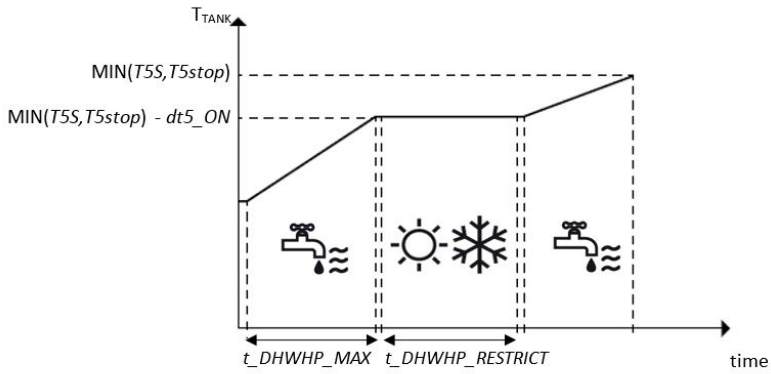 T_TANK
MIN(T5S,T5stop)
MIN(T5S,T5stop) - dt5_ON
t_DHWHP_MAX t_DHWHP_RESTRICT
time